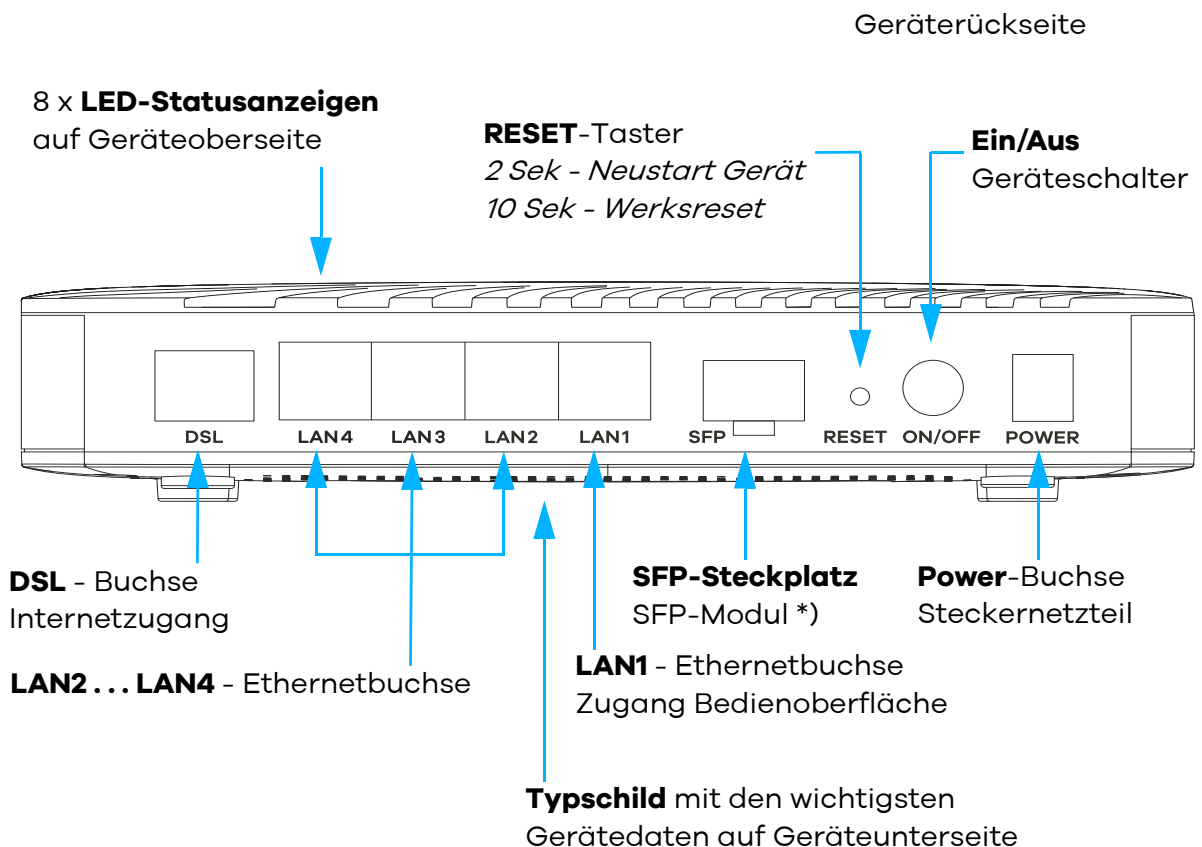 Geräterückseite
8 x LED-Statusanzeigen
auf Geräteoberseite
RESET-Taster
2 Sek - Neustart Gerät
10 Sek - Werksreset
Ein/Aus
Geräteschalter
DSL
LAN4
LAN3
LAN2
LAN1
SFP
RESET
ON/OFF
POWER
DSL - Buchse
Internetzugang
LAN2 . . . LAN4 - Ethernetbuchse
SFP-Steckplatz
SFP-Modul *)
Power-Buchse
Steckernetzteil
LAN1 - Ethernetbuchse
Zugang Bedienoberfläche
Typschild mit den wichtigsten
Gerätedaten auf Geräteunterseite